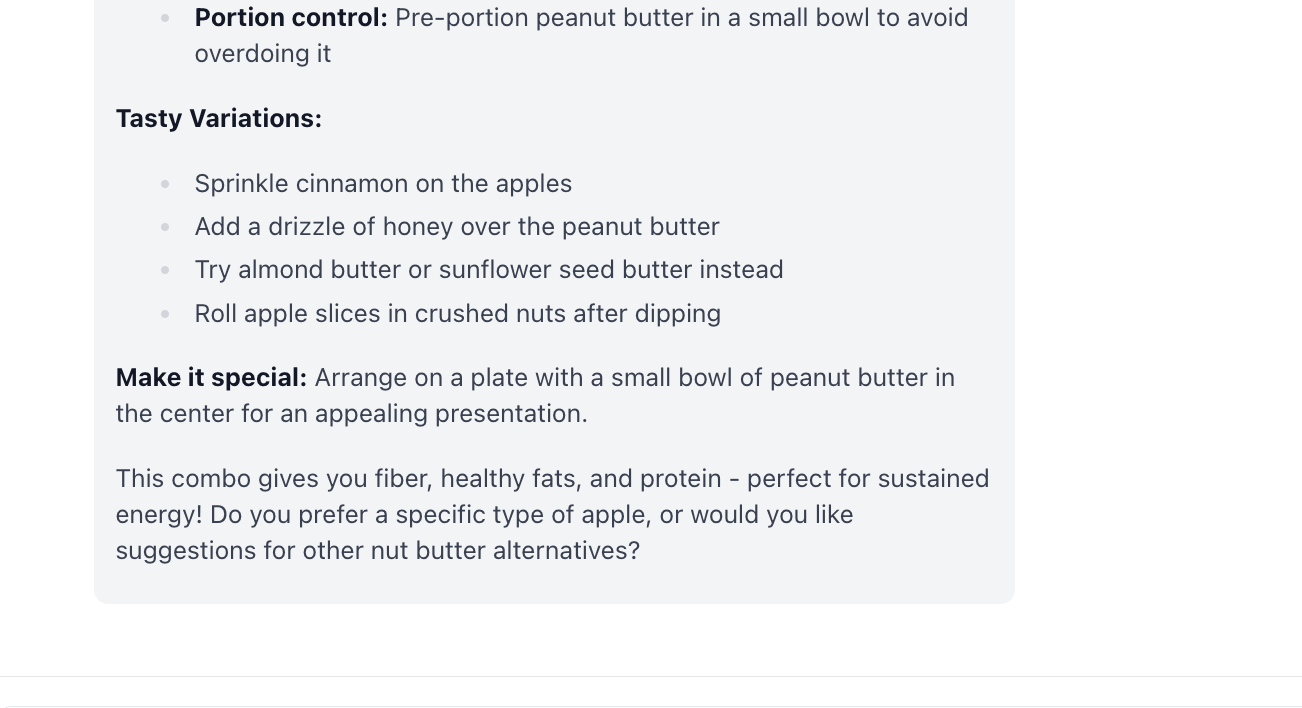 Portion control: Pre-portion peanut butter in a small bowl to avoid
overdoing it
Tasty Variations:
Sprinkle cinnamon on the apples
Add a drizzle of honey over the peanut butter
Try almond butter or sunflower seed butter instead
Roll apple slices in crushed nuts after dipping
Make it special: Arrange on a plate with a small bowl of peanut butter in
the center for an appealing presentation.
This combo gives you fiber, healthy fats, and protein - perfect for sustained
energy! Do you prefer a specific type of apple, or would you like
suggestions for other nut butter alternatives?